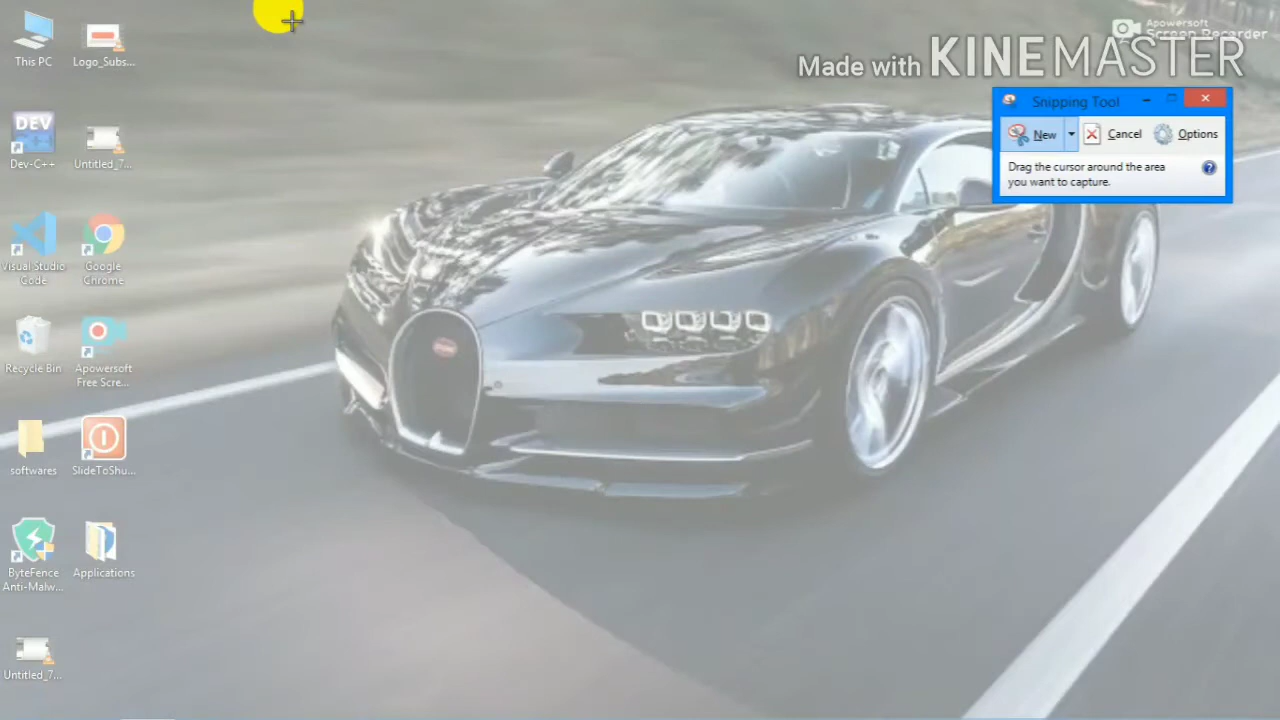 This PC
Logo_Subs...
Apowersoft
Screen Recorder
Made with KINEMASTER
Snipping Tool
New
Cancel
Options
Drag the cursor around the area
you want to capture.
DEV
Dev-C++
Untitled_7...
Visual Studio
Code
Google
Chrome
Recycle Bin
Apowersoft
Free Scre...
softwares
SlideToShu...
ByteFence
Anti-Malw...
Applications
Untitled_7...